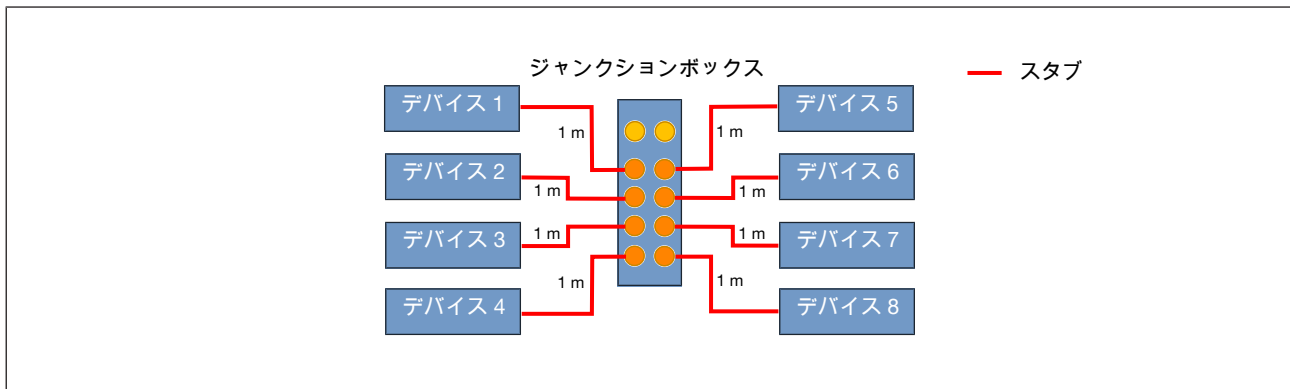 ジャンクションボックス
スタブ
デバイス 1
1 m
デバイス 2
1 m
デバイス 3
1 m
デバイス 4
1 m
デバイス 5
1 m
デバイス 6
1 m
デバイス 7
1 m
デバイス 8
1 m